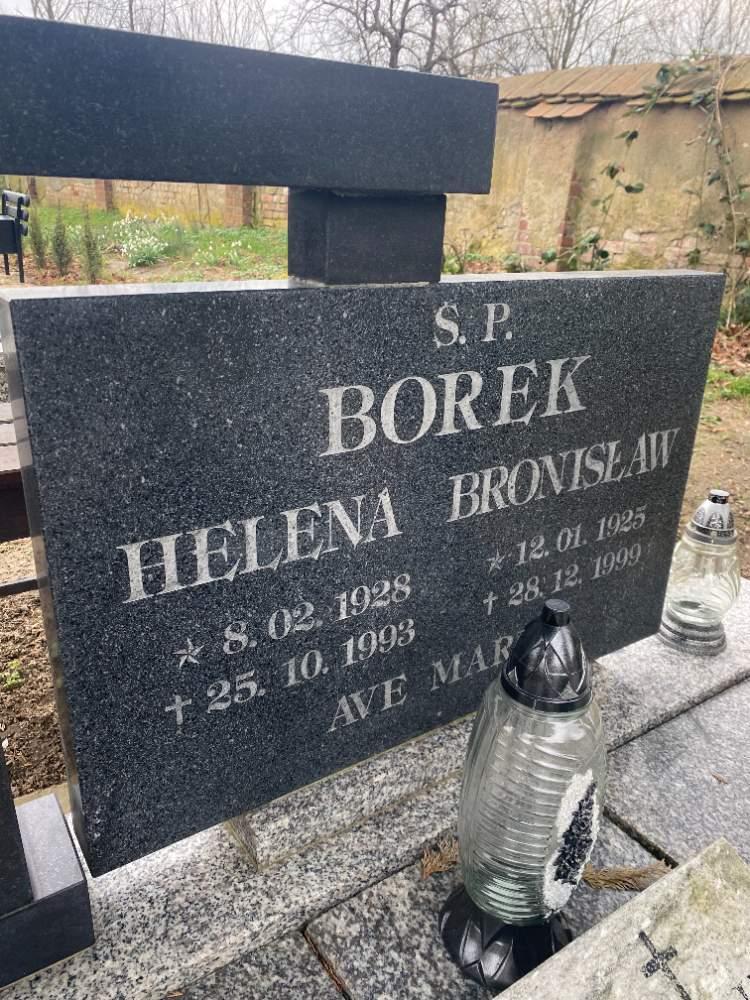 Ś. P.
BOREK
HELENA BRONISŁAW
* 8.02.1928 * 12.01.1925
† 25.10.1993 † 28.12.1999
AVE